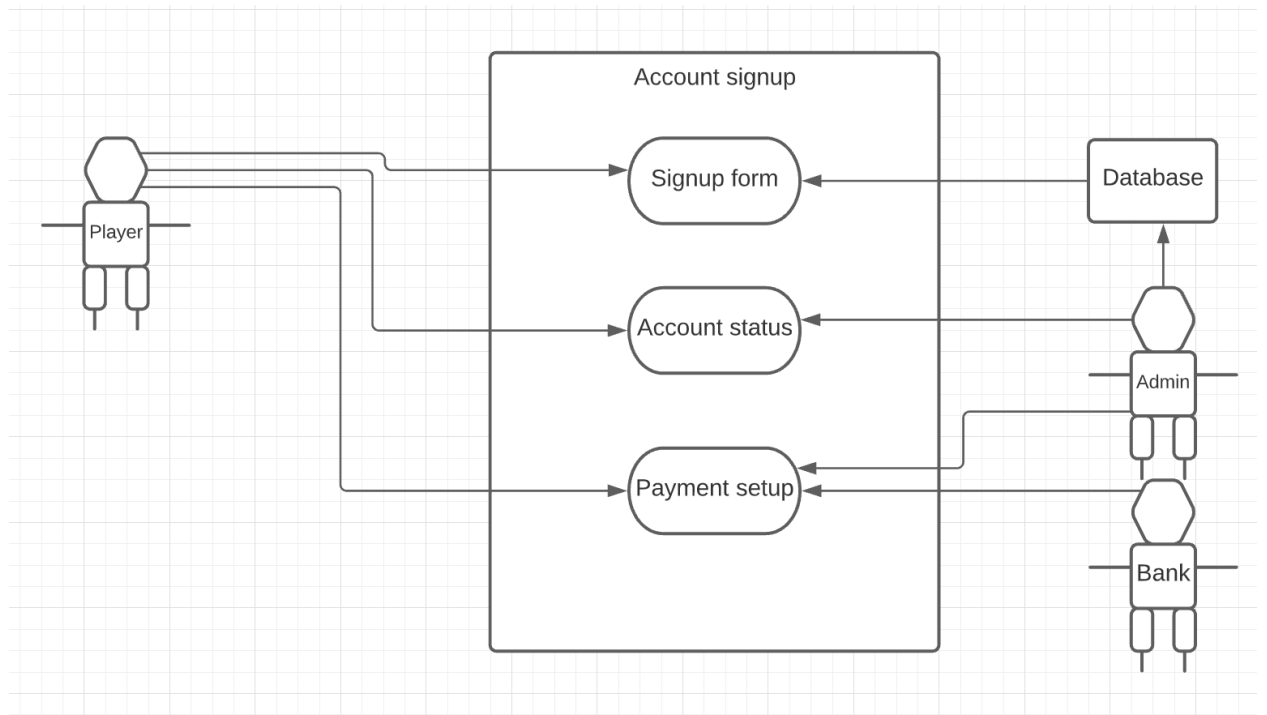 Account signup
Signup form
Database
Player
Account status
Admin
Payment setup
Bank